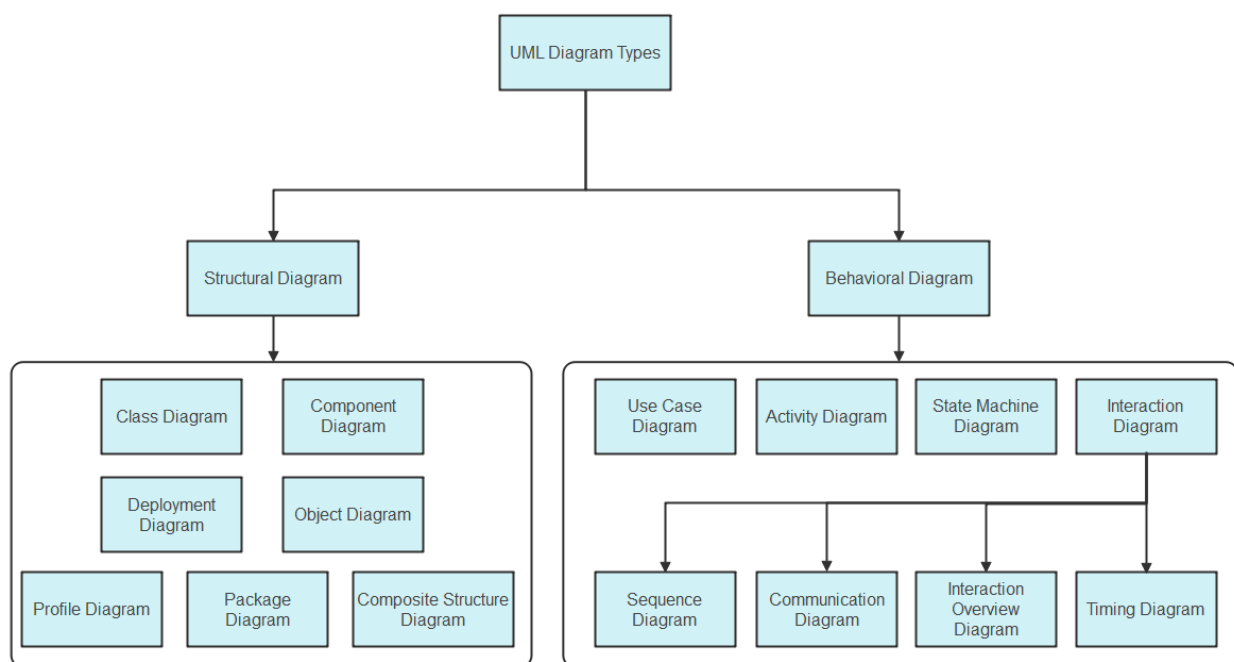 UML Diagram Types
Structural Diagram
Behavioral Diagram
Class Diagram
Component
Diagram
Deployment
Diagram
Object Diagram
Profile Diagram
Package
Diagram
Composite Structure
Diagram
Use Case
Diagram
Activity Diagram
State Machine
Diagram
Interaction
Diagram
Sequence
Diagram
Communication
Diagram
Interaction
Overview
Diagram
Timing Diagram